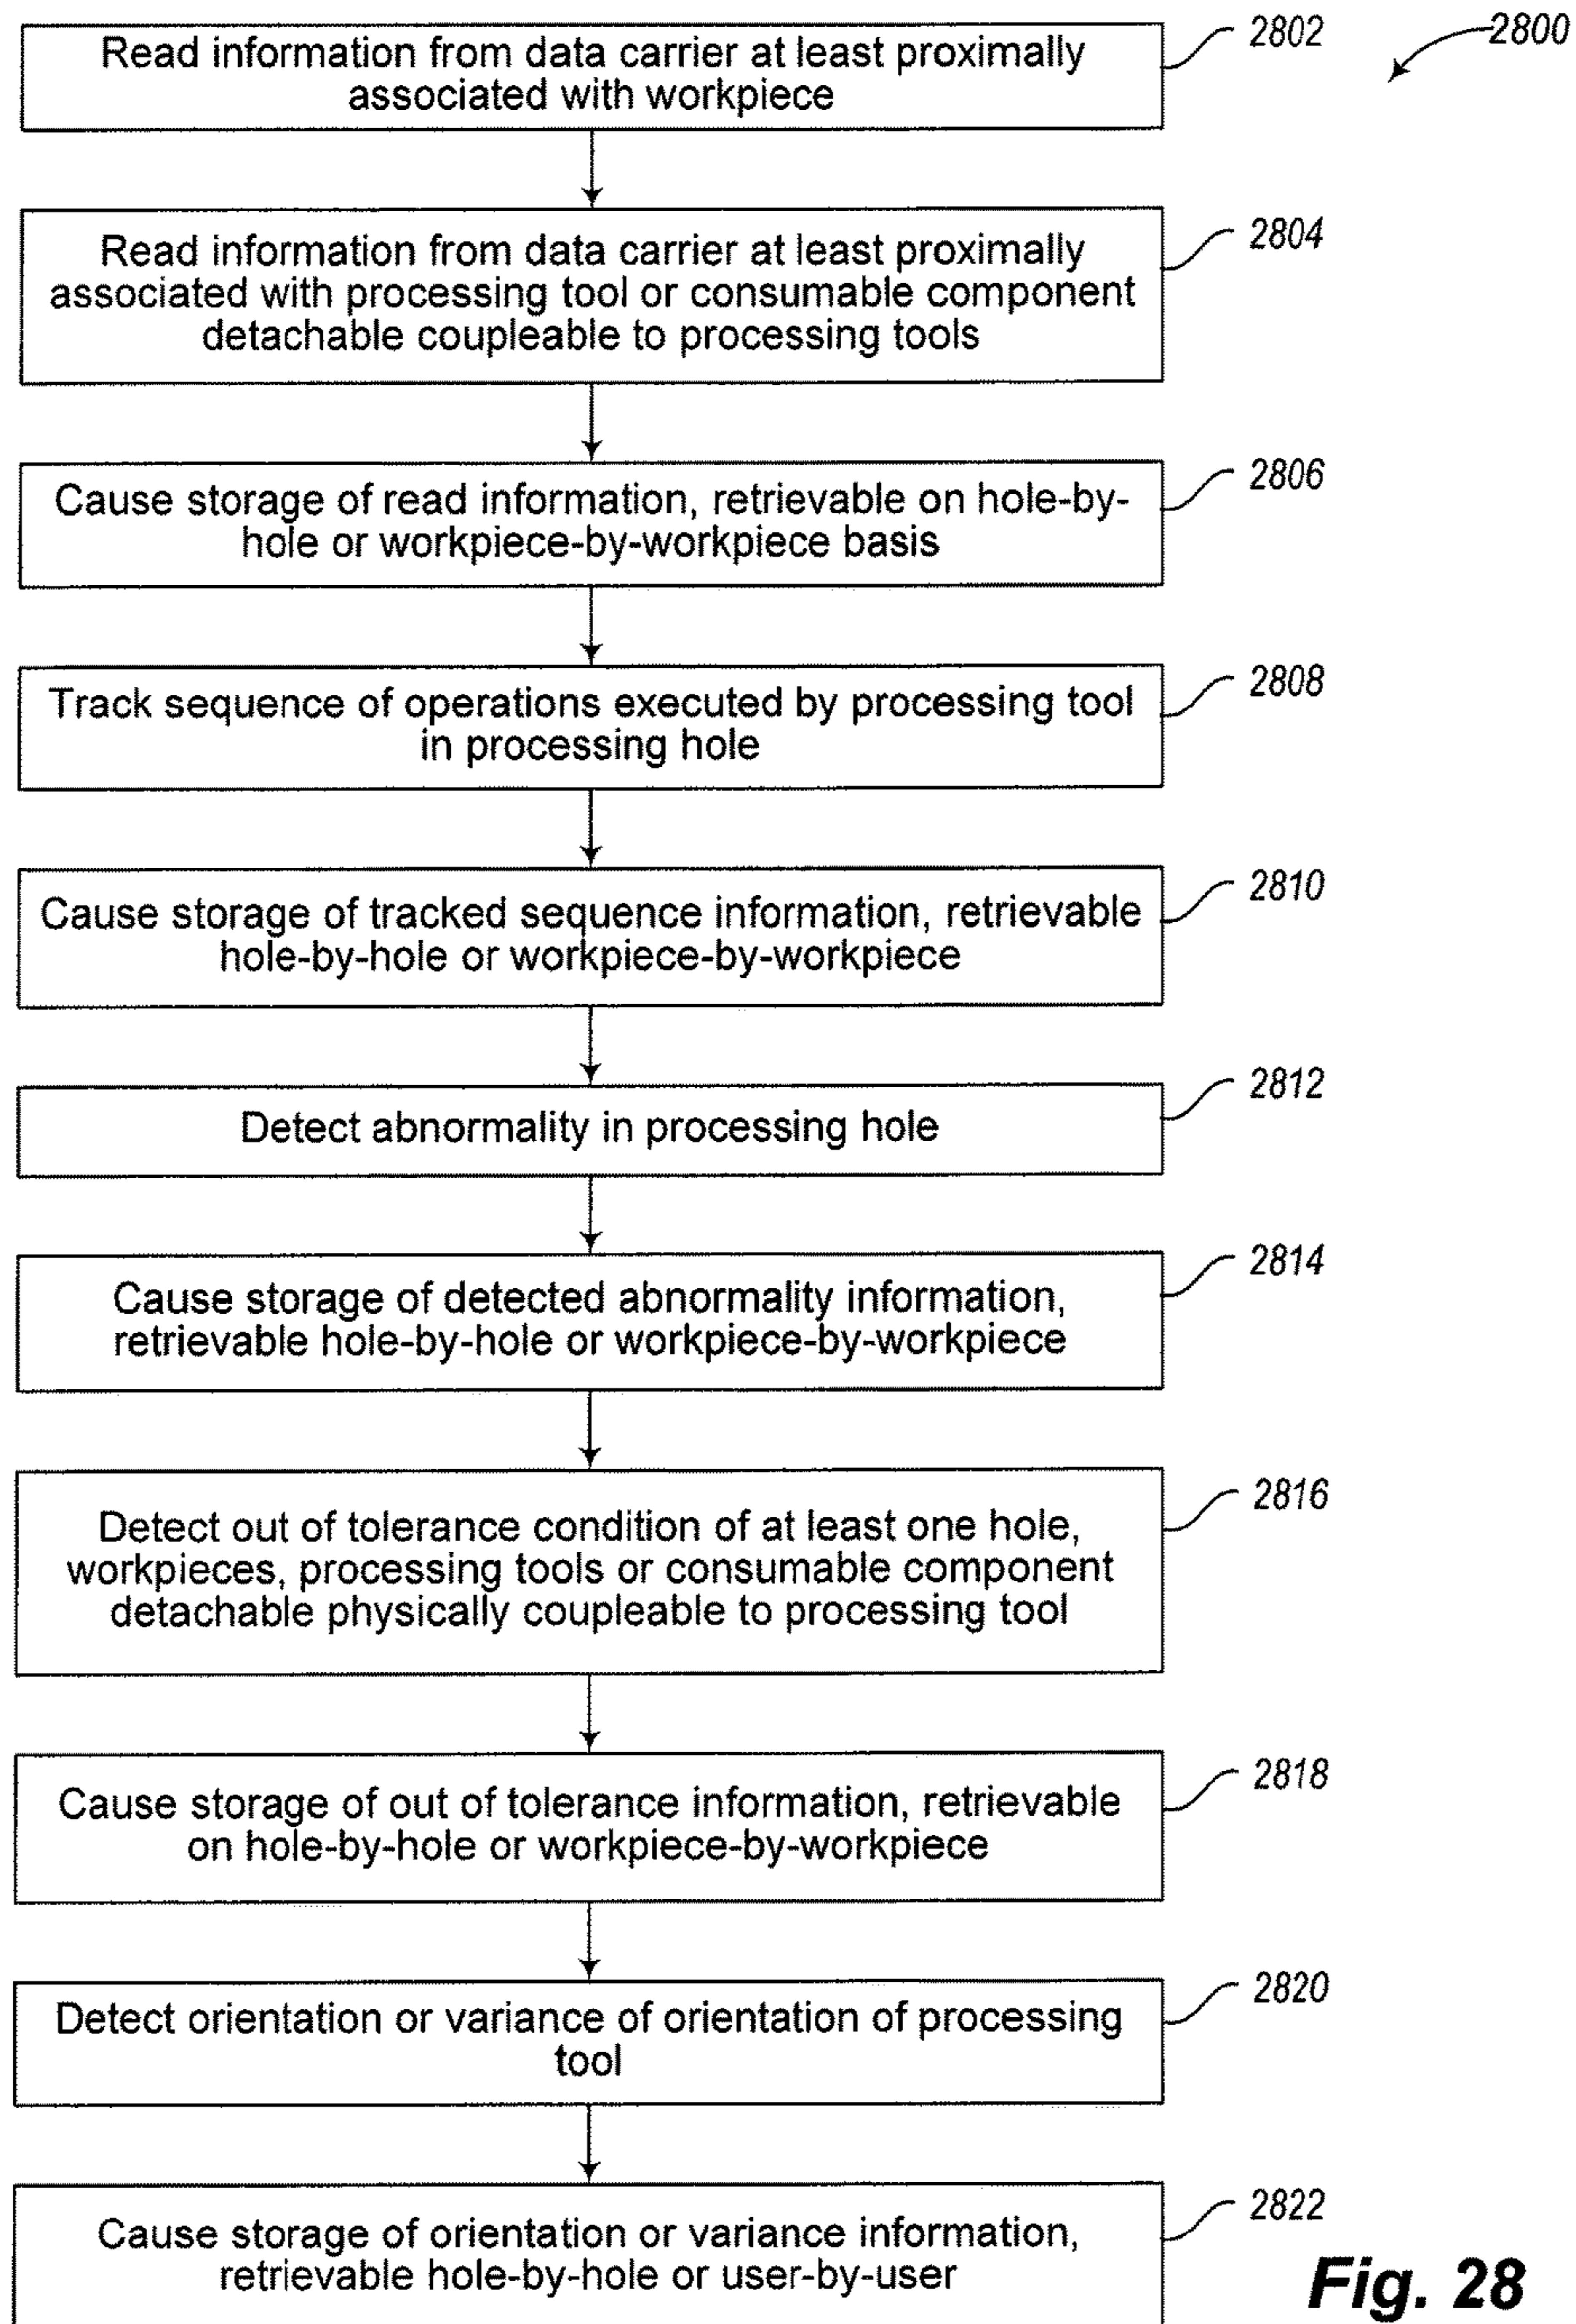 2800
Read information from data carrier at least proximally
associated with workpiece
2802
Read information from data carrier at least proximally
associated with processing tool or consumable component
detachable coupleable to processing tools
2804
Cause storage of read information, retrievable on hole-by-
hole or workpiece-by-workpiece basis
2806
Track sequence of operations executed by processing tool
in processing hole
2808
Cause storage of tracked sequence information, retrievable
hole-by-hole or workpiece-by-workpiece
2810
Detect abnormality in processing hole
2812
Cause storage of detected abnormality information,
retrievable hole-by-hole or workpiece-by-workpiece
2814
Detect out of tolerance condition of at least one hole,
workpieces, processing tools or consumable component
detachable physically coupleable to processing tool
2816
Cause storage of out of tolerance information, retrievable
on hole-by-hole or workpiece-by-workpiece
2818
Detect orientation or variance of orientation of processing
tool
2820
Cause storage of orientation or variance information,
retrievable hole-by-hole or user-by-user
2822
Fig. 28